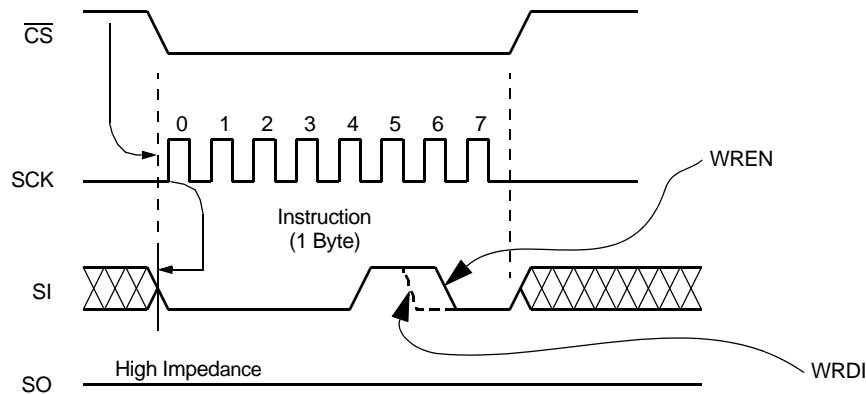 CS
0 1 2 3 4 5 6 7
WREN
SCK
Instruction
(1 Byte)
SI
High Impedance
WRDI
SO